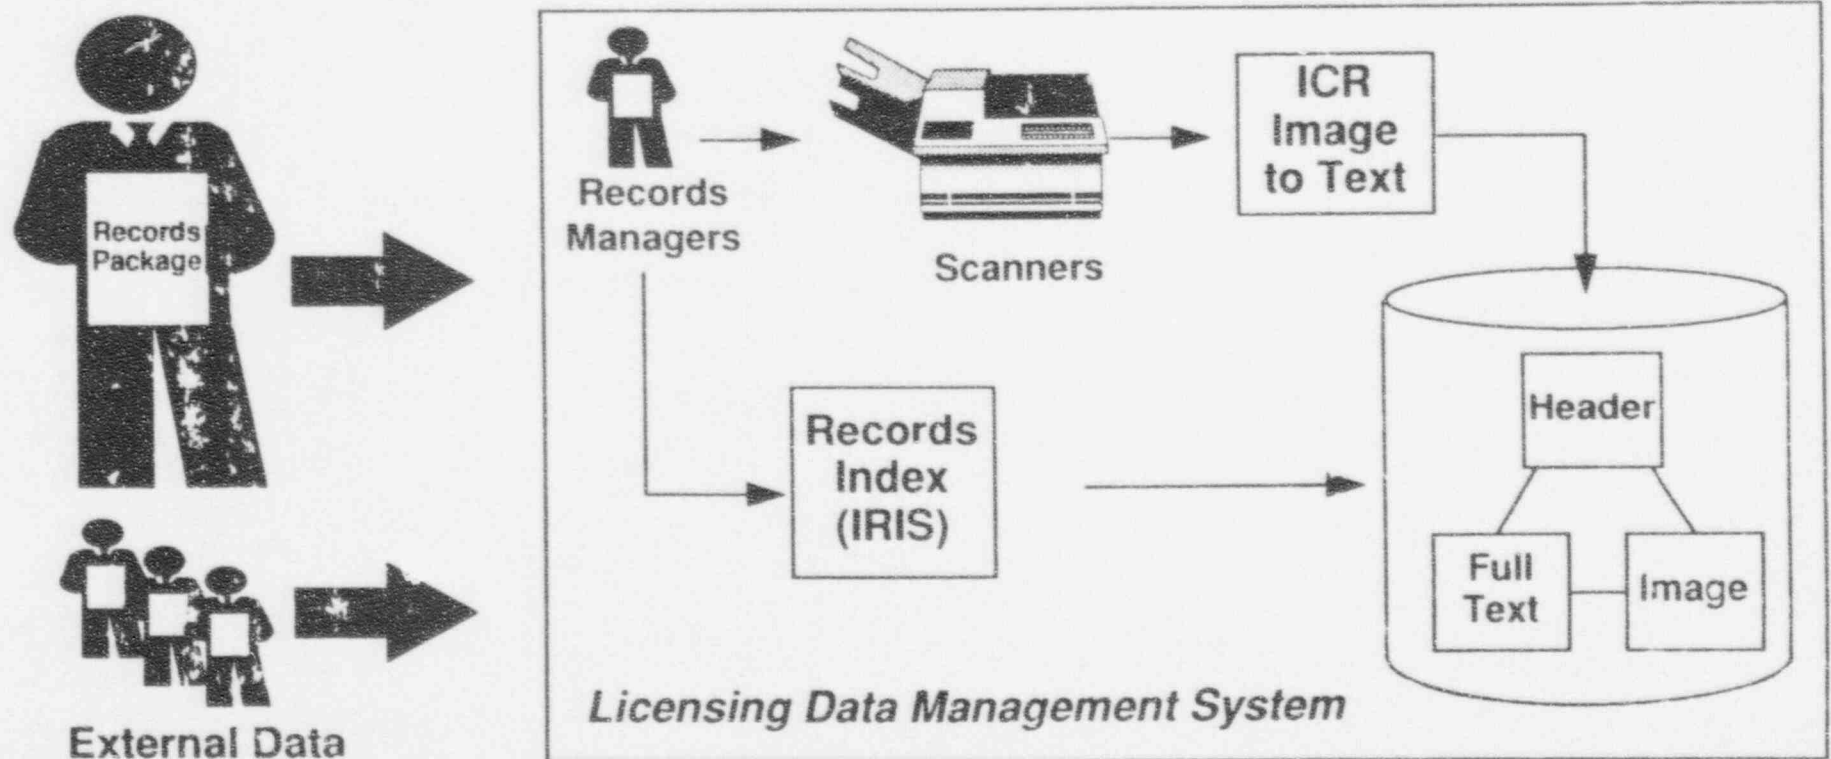 Records
Package
External Data
Records
Managers
Scanners
ICR
Image
to Text
Records
Index
(IRIS)
Header
Full
Text
Image
Licensing Data Management System